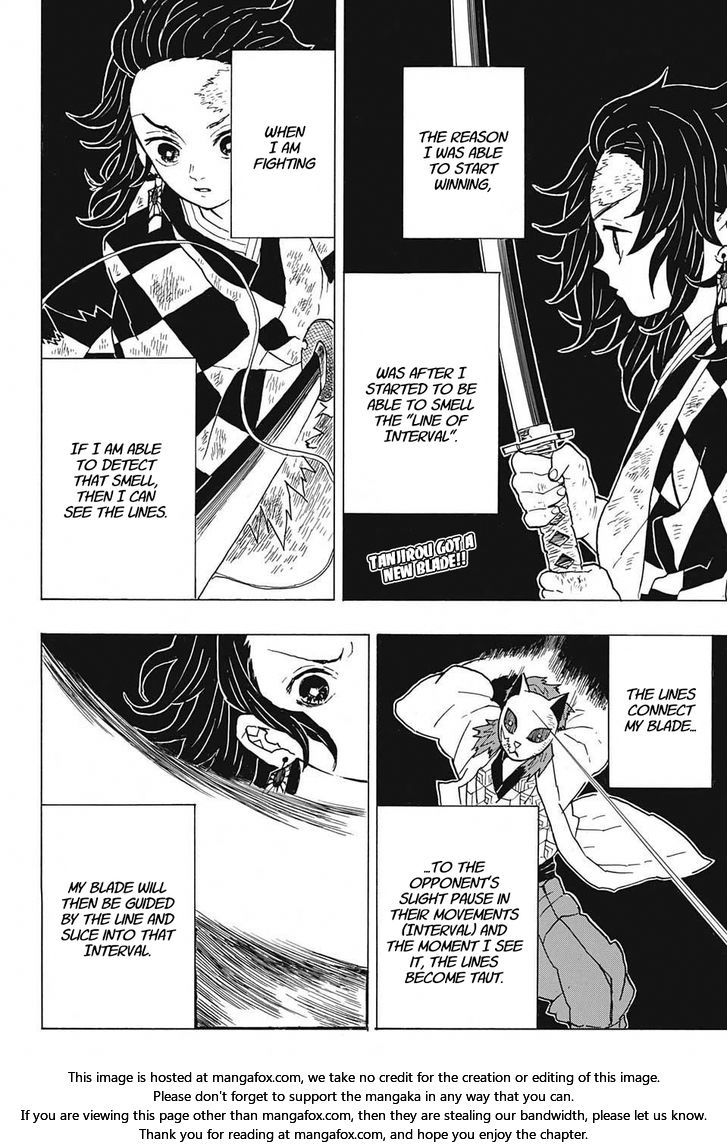 THE REASON
I WAS ABLE
TO START
WINNING,
WAS AFTER I
STARTED TO BE
ABLE TO SMELL
THE "LINE OF
INTERVAL".
TANJIROU GOT A
NEW BLADE!!
WHEN
I AM
FIGHTING
IF I AM ABLE
TO DETECT
THAT SMELL,
THEN I CAN
SEE THE LINES.
THE LINES
CONNECT
MY BLADE...
...TO THE
OPPONENT'S
SLIGHT PAUSE IN
THEIR MOVEMENTS
(INTERVAL) AND
THE MOMENT I SEE
IT, THE LINES
BECOME TAUT.
MY BLADE WILL
THEN BE GUIDED
BY THE LINE AND
SLICE INTO THAT
INTERVAL.
This image is hosted at mangafox.com, we take no credit for the creation or editing of this image.
Please don't forget to support the mangaka in any way that you can.
If you are viewing this page other than mangafox.com, then they are stealing our bandwidth, please let us know.
Thank you for reading at mangafox.com, and hope you enjoy the chapter.